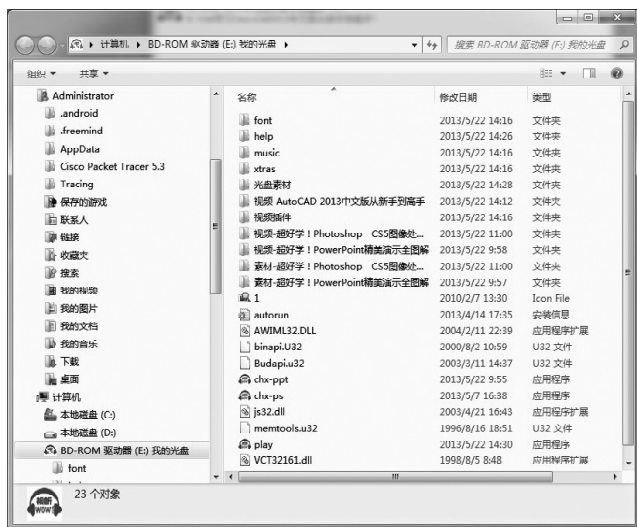 计算机 ▸ BD-ROM 驱动器 (E:) 我的光盘 ▸
搜索 BD-ROM 驱动器 (E:) 我的光盘
组织 ▼ 共享 ▼
Administrator
.android
.freemind
AppData
Cisco Packet Tracer 5.3
Tracing
保存的游戏
联系人
链接
收藏夹
搜索
我的视频
我的图片
我的文档
我的音乐
下载
桌面
计算机
本地磁盘 (C:)
本地磁盘 (D:)
BD-ROM 驱动器 (E:) 我的光盘
font
名称 修改日期 类型
font 2013/5/22 14:16 文件夹
help 2013/5/22 14:26 文件夹
music 2013/5/22 14:16 文件夹
xtras 2013/5/22 14:16 文件夹
光盘素材 2013/5/22 14:28 文件夹
视频 AutoCAD 2013中文版从新手到高手 2013/5/22 14:12 文件夹
视频插件 2013/5/22 14:16 文件夹
视频-超好学！Photoshop CS5图像处... 2013/5/22 11:00 文件夹
视频-超好学！PowerPoint精美演示全图解 2013/5/22 9:58 文件夹
素材-超好学！Photoshop CS5图像处... 2013/5/22 11:00 文件夹
素材-超好学！PowerPoint精美演示全图解 2013/5/22 9:57 文件夹
1 2010/2/7 13:30 Icon File
autorun 2013/4/14 17:35 安装信息
AWIML32.DLL 2004/2/11 22:39 应用程序扩展
binapi.U32 2000/8/2 10:59 U32 文件
Budapi.u32 2003/3/11 14:37 U32 文件
chx-ppt 2013/5/22 9:55 应用程序
chx-ps 2013/5/7 16:38 应用程序
js32.dll 2003/4/21 16:43 应用程序扩展
memtools.u32 1996/8/16 18:51 U32 文件
play 2013/5/22 14:30 应用程序
VCT32161.dll 1998/8/5 8:48 应用程序扩展
23 个对象
视听
WOW!